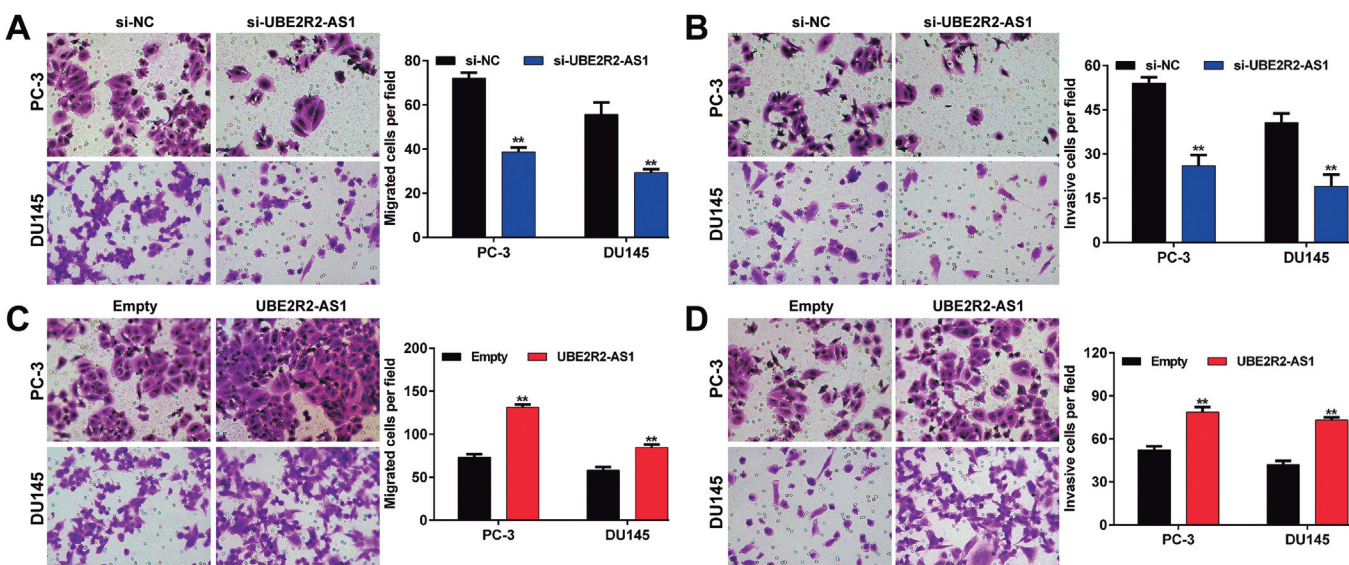 A
si-NC
si-UBE2R2-AS1
PC-3
DU145
Migrated cells per field
80
60
40
20
0
si-NC
si-UBE2R2-AS1
**
**
PC-3
DU145
B
si-NC
si-UBE2R2-AS1
PC-3
DU145
Invasive cells per field
60
45
30
15
0
si-NC
si-UBE2R2-AS1
**
**
PC-3
DU145
C
Empty
UBE2R2-AS1
PC-3
DU145
Migrated cells per field
200
150
100
50
0
Empty
UBE2R2-AS1
**
**
PC-3
DU145
D
Empty
UBE2R2-AS1
PC-3
DU145
Invasive cells per field
120
90
60
30
0
Empty
UBE2R2-AS1
**
**
PC-3
DU145